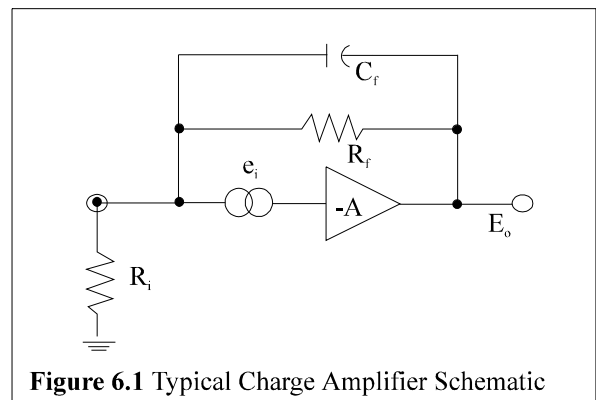 C_f
R_f
e_i
-A
E_o
R_i
Figure 6.1 Typical Charge Amplifier Schematic